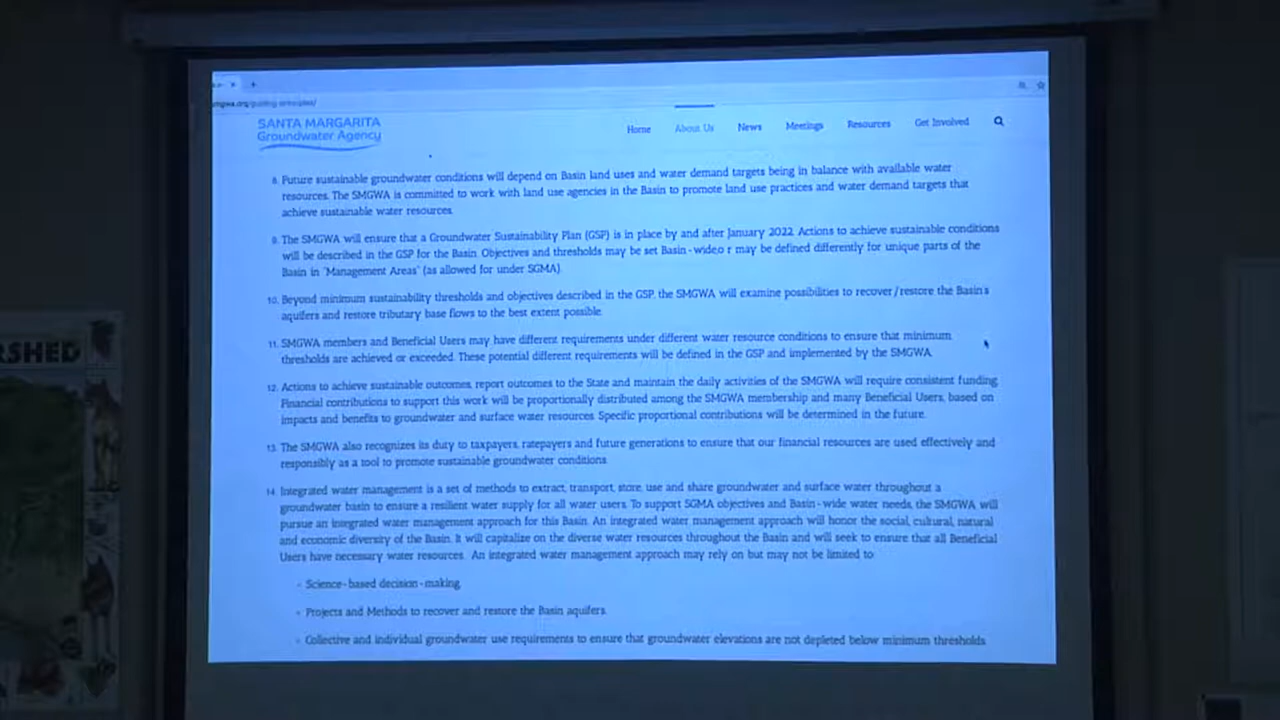 smgwa.org/guiding-principles/
SANTA MARGARITA
Groundwater Agency
Home About Us News Meetings Resources Get Involved
8. Future sustainable groundwater conditions will depend on Basin land uses and water demand targets being in balance with available water
resources. The SMGWA is committed to work with land use agencies in the Basin to promote land use practices and water demand targets that
achieve sustainable water resources.
9. The SMGWA will ensure that a Groundwater Sustainability Plan (GSP) is in place by and after January 2022. Actions to achieve sustainable conditions
will be described in the GSP for the Basin. Objectives and thresholds may be set Basin-wideo r may be defined differently for unique parts of the
Basin in "Management Areas" (as allowed for under SGMA).
10. Beyond minimum sustainability thresholds and objectives described in the GSP, the SMGWA will examine possibilities to recover/restore the Basin's
aquifers and restore tributary base flows to the best extent possible.
11. SMGWA members and Beneficial Users may have different requirements under different water resource conditions to ensure that minimum
thresholds are achieved or exceeded. These potential different requirements will be defined in the GSP and implemented by the SMGWA.
12. Actions to achieve sustainable outcomes, report outcomes to the State and maintain the daily activities of the SMGWA will require consistent funding.
Financial contributions to support this work will be proportionally distributed among the SMGWA membership and many Beneficial Users, based on
impacts and benefits to groundwater and surface water resources. Specific proportional contributions will be determined in the future.
13. The SMGWA also recognizes its duty to taxpayers, ratepayers and future generations to ensure that our financial resources are used effectively and
responsibly as a tool to promote sustainable groundwater conditions.
14. Integrated water management is a set of methods to extract, transport, store, use and share groundwater and surface water throughout a
groundwater basin to ensure a resilient water supply for all water users. To support SGMA objectives and Basin-wide water needs, the SMGWA will
pursue an integrated water management approach for this Basin. An integrated water management approach will honor the social, cultural, natural
and economic diversity of the Basin. It will capitalize on the diverse water resources throughout the Basin and will seek to ensure that all Beneficial
Users have necessary water resources. An integrated water management approach may rely on but may not be limited to:
Science-based decision-making.
Projects and Methods to recover and restore the Basin aquifers.
Collective and individual groundwater use requirements to ensure that groundwater elevations are not depleted below minimum thresholds.
RSHED